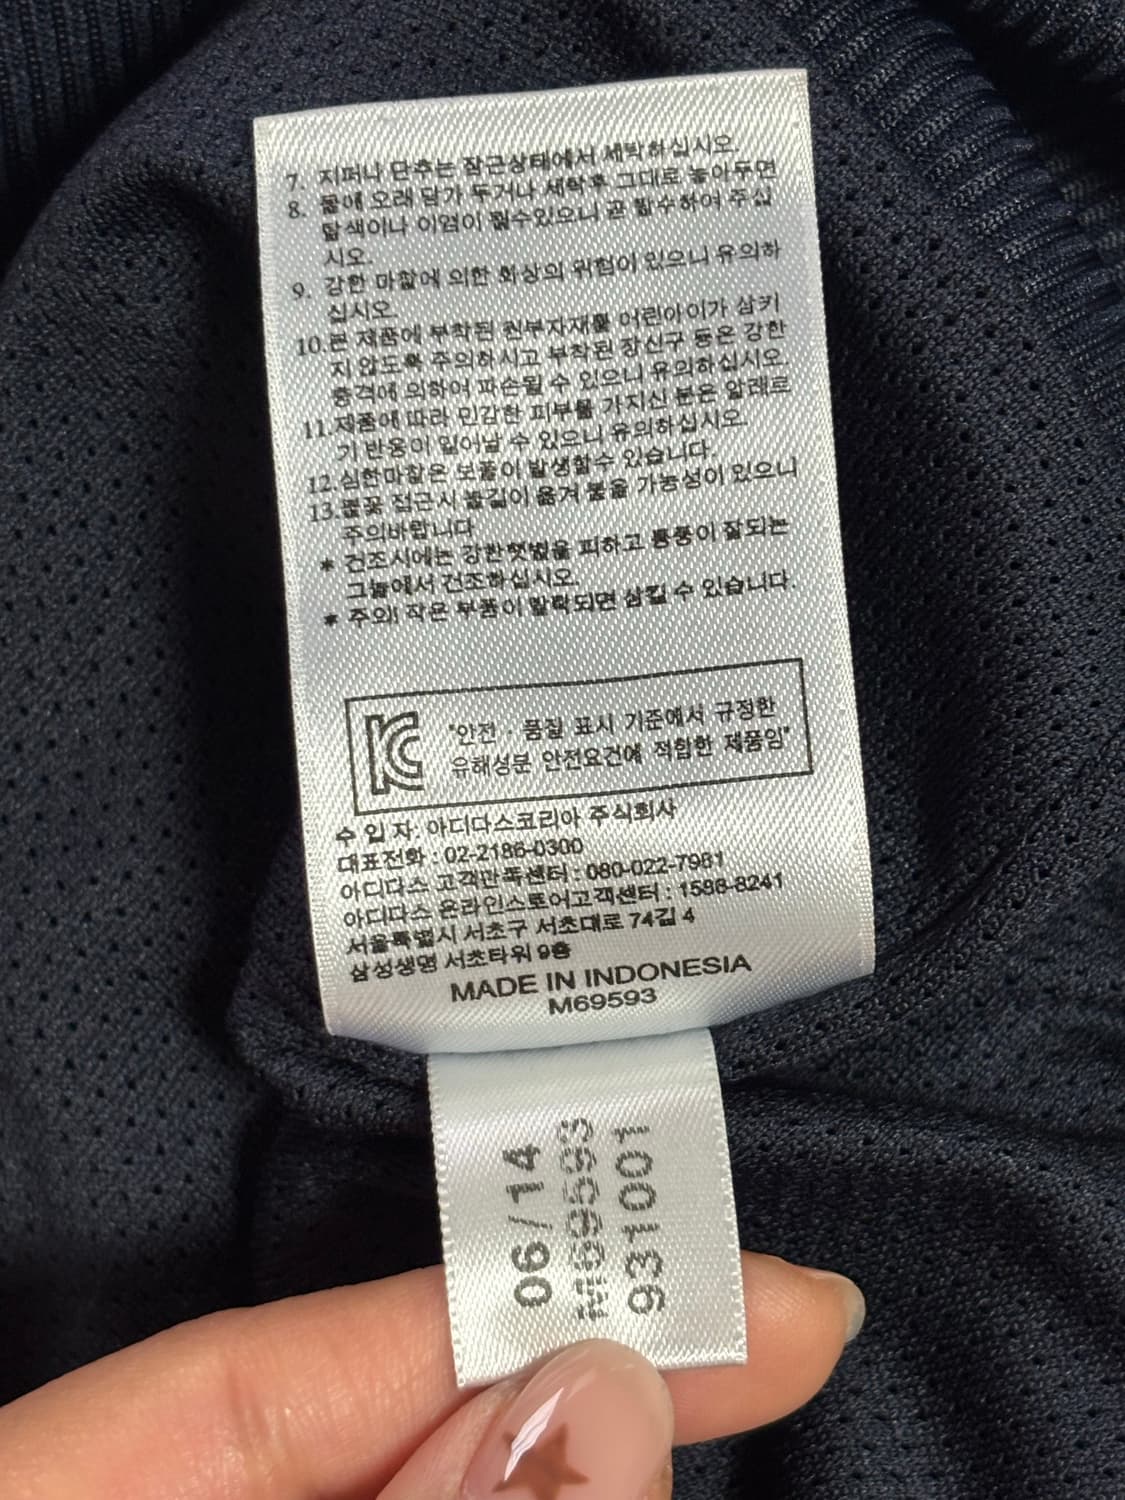 7. 지퍼나 단추는 잠근상태에서 세탁하십시오.
8. 물에 오래 담가 두거나 세탁후 그대로 놓아두면
탈색이나 이염이 될수있으니 곧 탈수하여 주십
시오.
9. 강한 마찰에 의한 화상의 위험이 있으니 유의하
십시오.
10.본 제품에 부착된 원부자재를 어린아이가 삼키
지 않도록 주의하시고 부착된 장신구 등은 강한
충격에 의하여 파손될 수 있으니 유의하십시오.
11.제품에 따라 민감한 피부를 가지신 분은 알레르
기 반응이 일어날 수 있으니 유의하십시오.
12.심한마찰은 보풀이 발생할수 있습니다.
13.불꽃 접근시 불길이 옮겨 붙을 가능성이 있으니
주의바랍니다
* 건조시에는 강한햇볕을 피하고 통풍이 잘되는
그늘에서 건조하십시오.
* 주의! 작은 부품이 탈락되면 삼킬 수 있습니다.
"안전 · 품질 표시 기준에서 규정한
유해성분 안전요건에 적합한 제품임"
수 입 자: 아디다스코리아 주식회사
대표전화 : 02-2186-0300
아디다스 고객만족센터 : 080-022-7981
아디다스 온라인스토어고객센터 : 1588-8241
서울특별시 서초구 서초대로 74길 4
삼성생명 서초타워 9층
MADE IN INDONESIA
M69593
06/14
M69593
931001